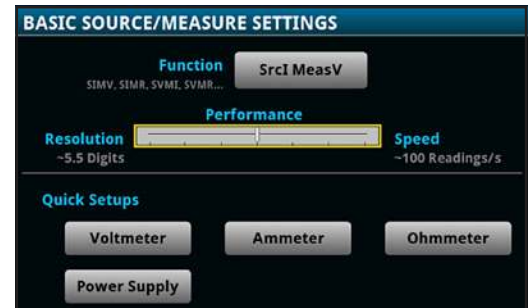 BASIC SOURCE/MEASURE SETTINGS
Function SrcI MeasV
SIMV, SIMR, SVMI, SVMR...
Performance
Resolution Speed
~5.5 Digits ~100 Readings/s
Quick Setups
Voltmeter Ammeter Ohmmeter
Power Supply